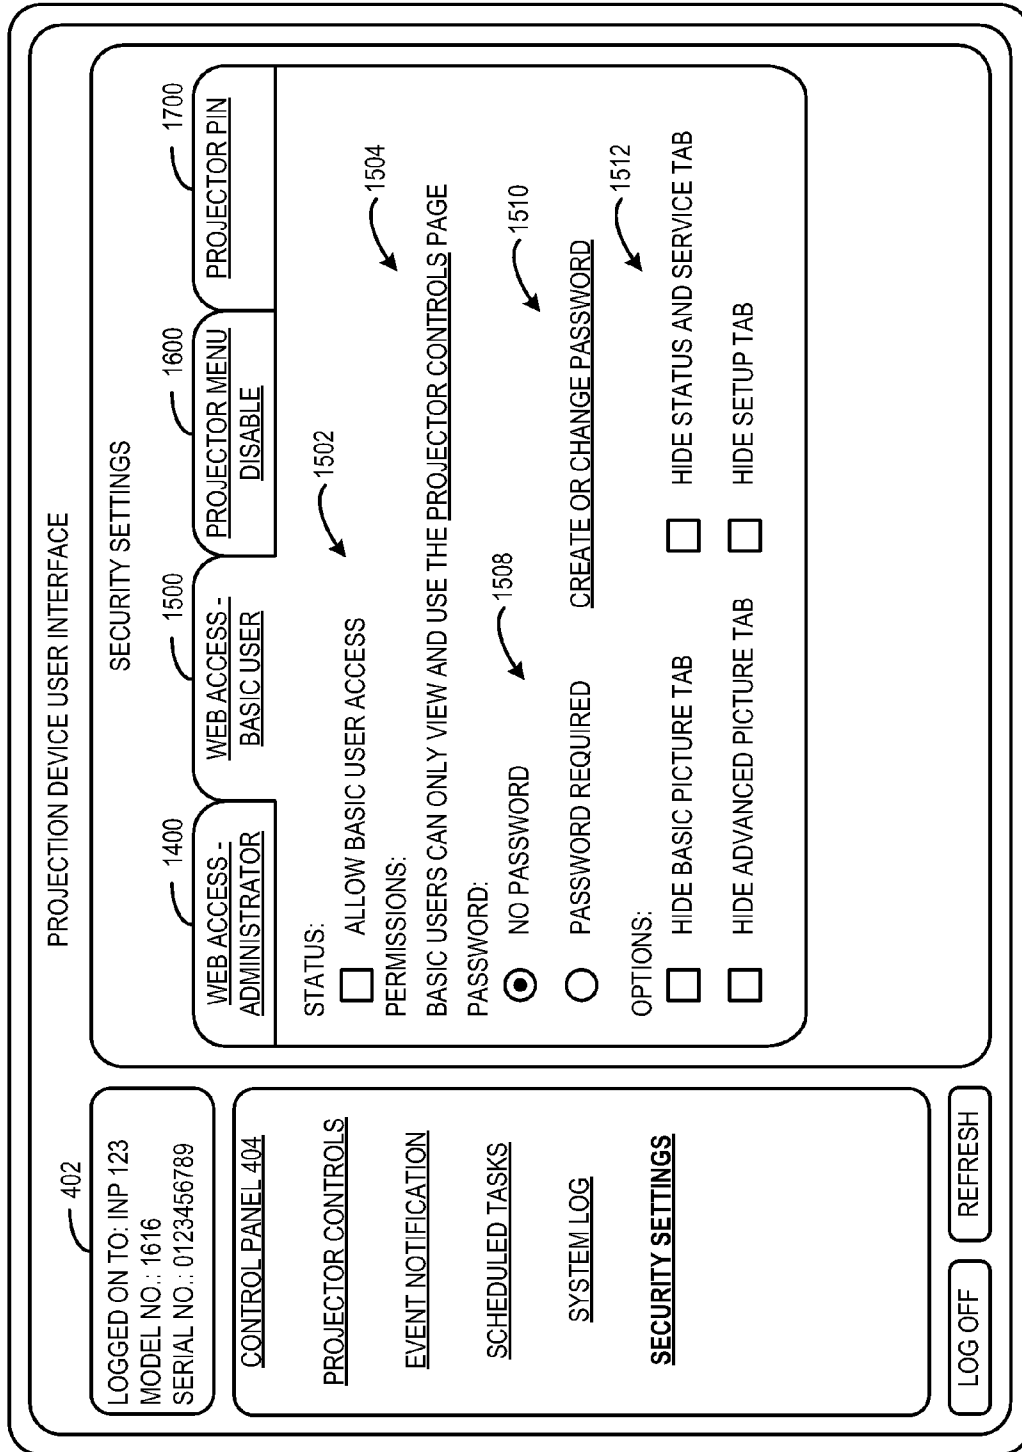 PROJECTION DEVICE USER INTERFACE
402
LOGGED ON TO: INP 123
MODEL NO.: 1616
SERIAL NO.: 0123456789
CONTROL PANEL 404
PROJECTOR CONTROLS
EVENT NOTIFICATION
SCHEDULED TASKS
SYSTEM LOG
SECURITY SETTINGS
LOG OFF
REFRESH
SECURITY SETTINGS
1400
1500
1600
1700
WEB ACCESS -
ADMINISTRATOR
WEB ACCESS -
BASIC USER
PROJECTOR MENU
DISABLE
PROJECTOR PIN
STATUS:
1502
ALLOW BASIC USER ACCESS
PERMISSIONS:
1504
BASIC USERS CAN ONLY VIEW AND USE THE PROJECTOR CONTROLS PAGE
PASSWORD:
1508
1510
NO PASSWORD
PASSWORD REQUIRED
CREATE OR CHANGE PASSWORD
OPTIONS:
1512
HIDE BASIC PICTURE TAB
HIDE STATUS AND SERVICE TAB
HIDE ADVANCED PICTURE TAB
HIDE SETUP TAB